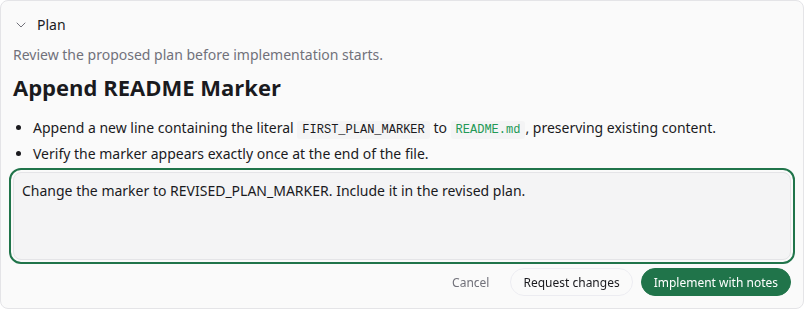 Plan
Review the proposed plan before implementation starts.
Append README Marker
• Append a new line containing the literal FIRST_PLAN_MARKER to README.md, preserving existing content.
• Verify the marker appears exactly once at the end of the file.
Change the marker to REVISED_PLAN_MARKER. Include it in the revised plan.
Cancel Request changes Implement with notes